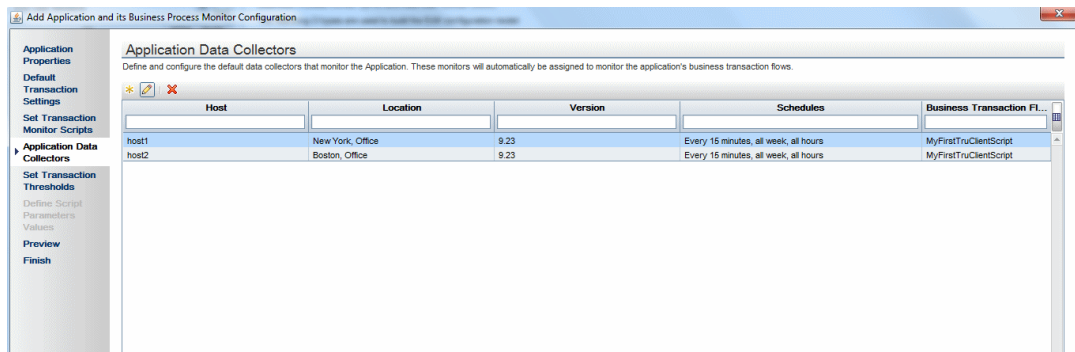 Add Application and its Business Process Monitor Configuration
Application
Properties
Default
Transaction
Settings
Set Transaction
Monitor Scripts
Application Data
Collectors
Set Transaction
Thresholds
Define Script
Parameters
Values
Preview
Finish
Application Data Collectors
Define and configure the default data collectors that monitor the Application. These monitors will automatically be assigned to monitor the application's business transaction flows.
Host Location Version Schedules Business Transaction Fl...
host1 New York, Office 9.23 Every 15 minutes, all week, all hours MyFirstTruClientScript
host2 Boston, Office 9.23 Every 15 minutes, all week, all hours MyFirstTruClientScript